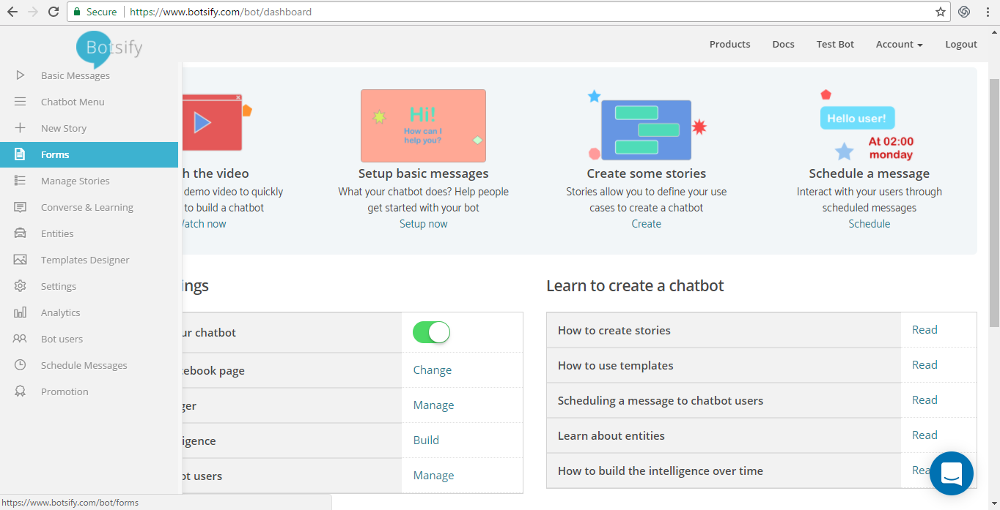 Secure
https://www.botsify.com/bot/dashboard
Botsify
Products
Docs
Test Bot
Account
Logout
Basic Messages
Chatbot Menu
New Story
Forms
Manage Stories
Converse & Learning
Entities
Templates Designer
Settings
Analytics
Bot users
Schedule Messages
Promotion
h the video
demo video to quickly
to build a chatbot
atch now
Hi!
How can I
help you?
Setup basic messages
What your chatbot does? Help people
get started with your bot
Setup now
Create some stories
Stories allow you to define your use
cases to create a chatbot
Create
Hello user!
At 02:00
monday
Schedule a message
Interact with your users through
scheduled messages
Schedule
ings
ur chatbot
cebook page
Change
ger
Manage
igence
Build
ot users
Manage
Learn to create a chatbot
How to create stories
Read
How to use templates
Read
Scheduling a message to chatbot users
Read
Learn about entities
Read
How to build the intelligence over time
Rea
https://www.botsify.com/bot/forms